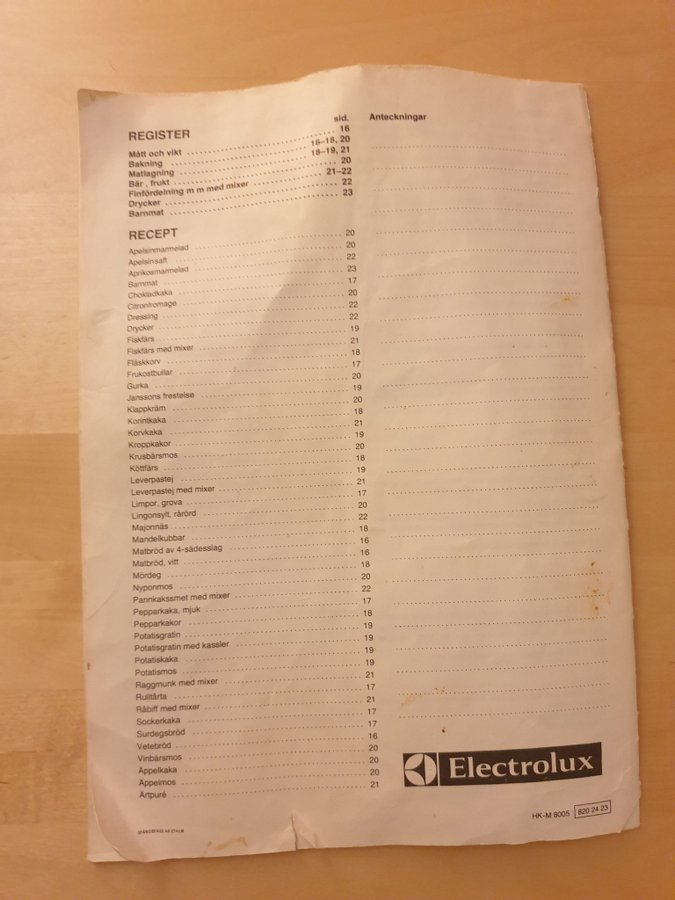 REGISTER
sid.
Mått och vikt 16
Bakning 16–18, 20
Matlagning 18–19, 21
Bär, frukt 20
Finfördelning m m med mixer 21–22
Drycker 22
Barnmat 23
RECEPT
Apelsinmarmelad 20
Apelsinsaft 20
Aprikosmarmelad 22
Barnmat 23
Chokladkaka 17
Citronfromage 20
Dressing 22
Drycker 22
Fiskfärs 19
Fiskfärs med mixer 21
Fläskkorv 18
Frukostbullar 17
Gurka 20
Janssons frestelse 19
Klappkräm 20
Korintkaka 18
Korvkaka 21
Kroppkakor 19
Krusbärsmos 20
Köttfärs 18
Leverpastej 19
Leverpastej med mixer 21
Limpor, grova 17
Lingonsylt, rårörd 20
Majonnäs 22
Mandelkubbar 18
Matbröd av 4-sädesslag 16
Matbröd, vitt 16
Mördeg 18
Nyponmos 20
Pannkakssmet med mixer 22
Pepparkaka, mjuk 17
Pepparkakor 18
Potatisgratin 19
Potatisgratin med kassler 19
Potatiskaka 19
Potatismos 19
Raggmunk med mixer 21
Rulltårta 17
Råbiff med mixer 21
Sockerkaka 17
Surdegsbröd 17
Vetebröd 16
Vinbärsmos 20
Äppelkaka 20
Äppelmos 20
Ärtpuré 21
Anteckningar
Electrolux
HK-M 8005 820 24 23